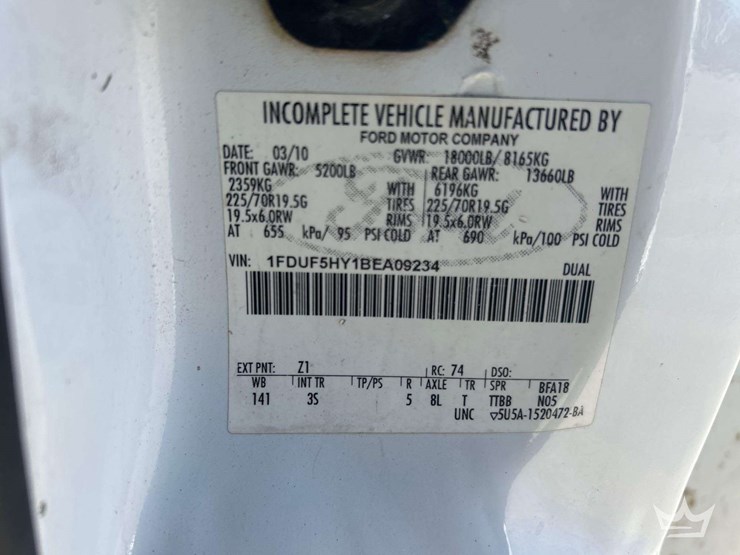 INCOMPLETE VEHICLE MANUFACTURED BY
FORD MOTOR COMPANY
DATE: 03/10 GVWR: 18000LB/ 8165KG
FRONT GAWR: 5200LB REAR GAWR: 13660LB
2359KG WITH 6196KG WITH
225/70R19.5G TIRES 225/70R19.5G TIRES
19.5x6.0RW RIMS 19.5x6.0RW RIMS
AT 655 kPa/ 95 PSI COLD AT 690 kPa/100 PSI COLD
VIN: 1FDUF5HY1BEA09234 DUAL
EXT PNT: Z1 RC: 74 DSO:
WB INT TR TP/PS R AXLE TR SPR BFA18
141 3S 5 8L T TTBB N05
UNC ▽5U5A-1520472-BA